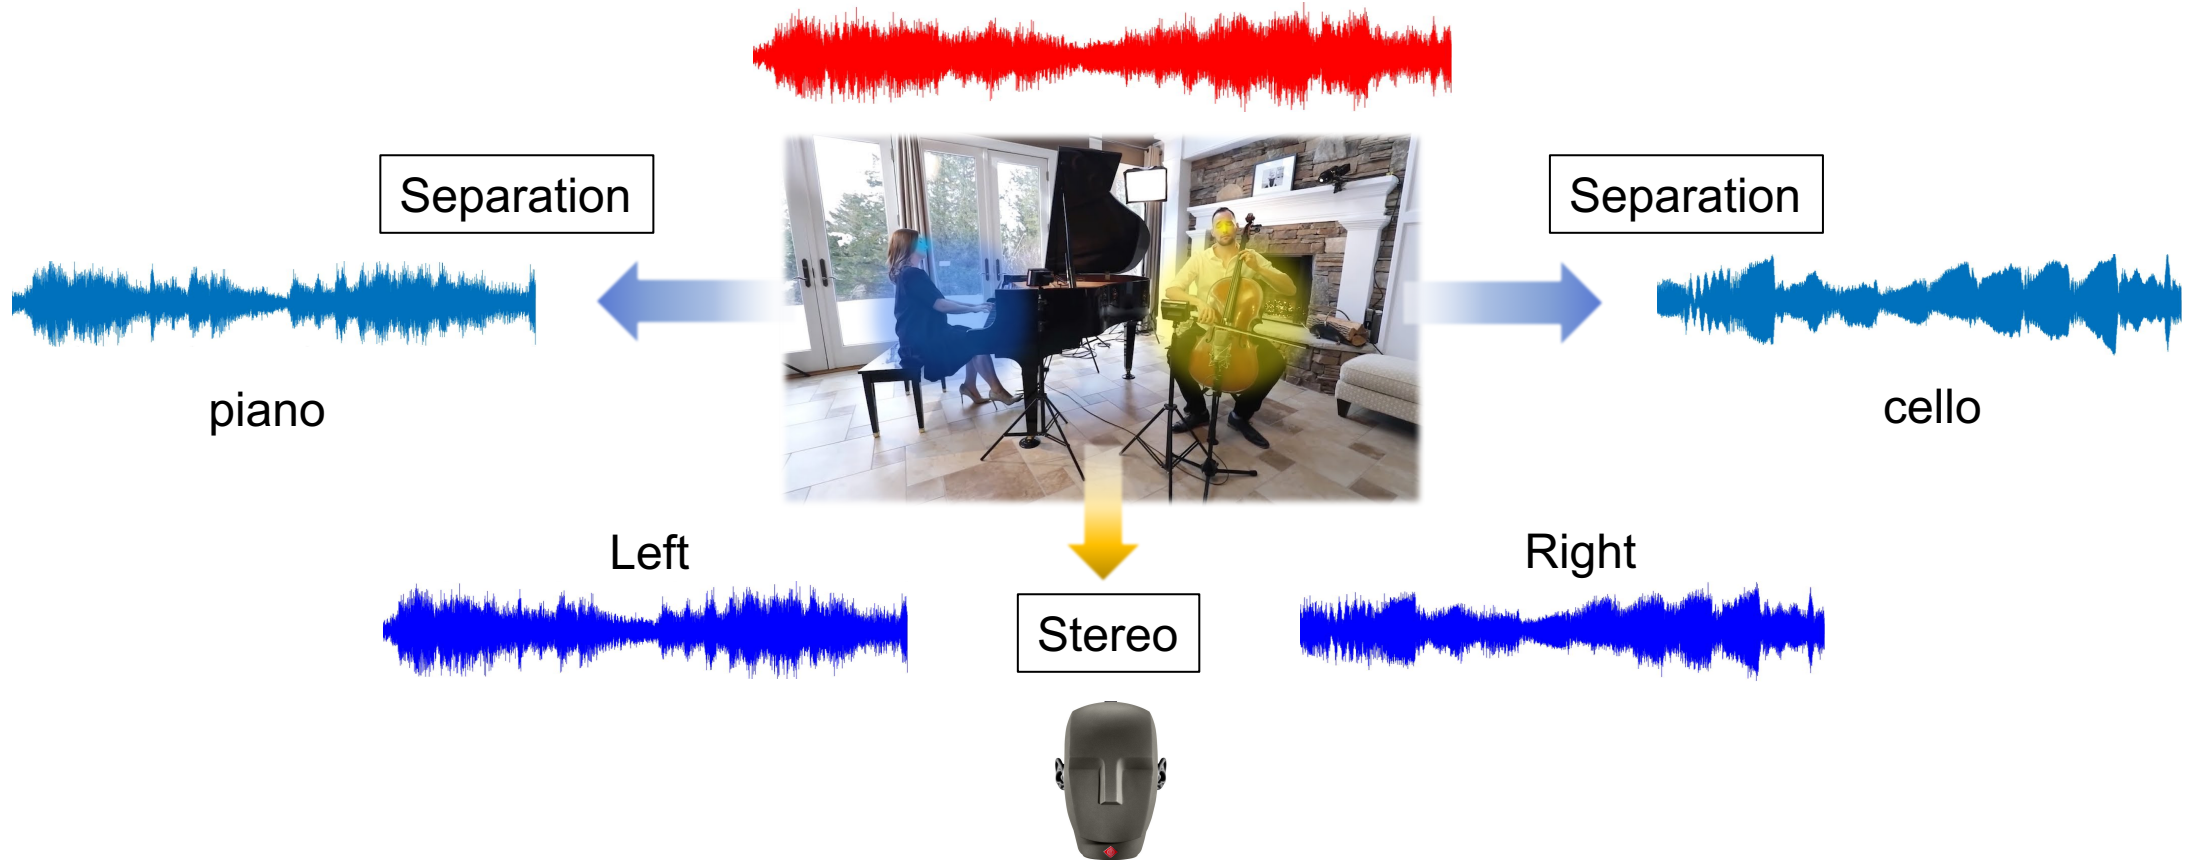 Separation
Separation
piano
cello
Left
Right
Stereo